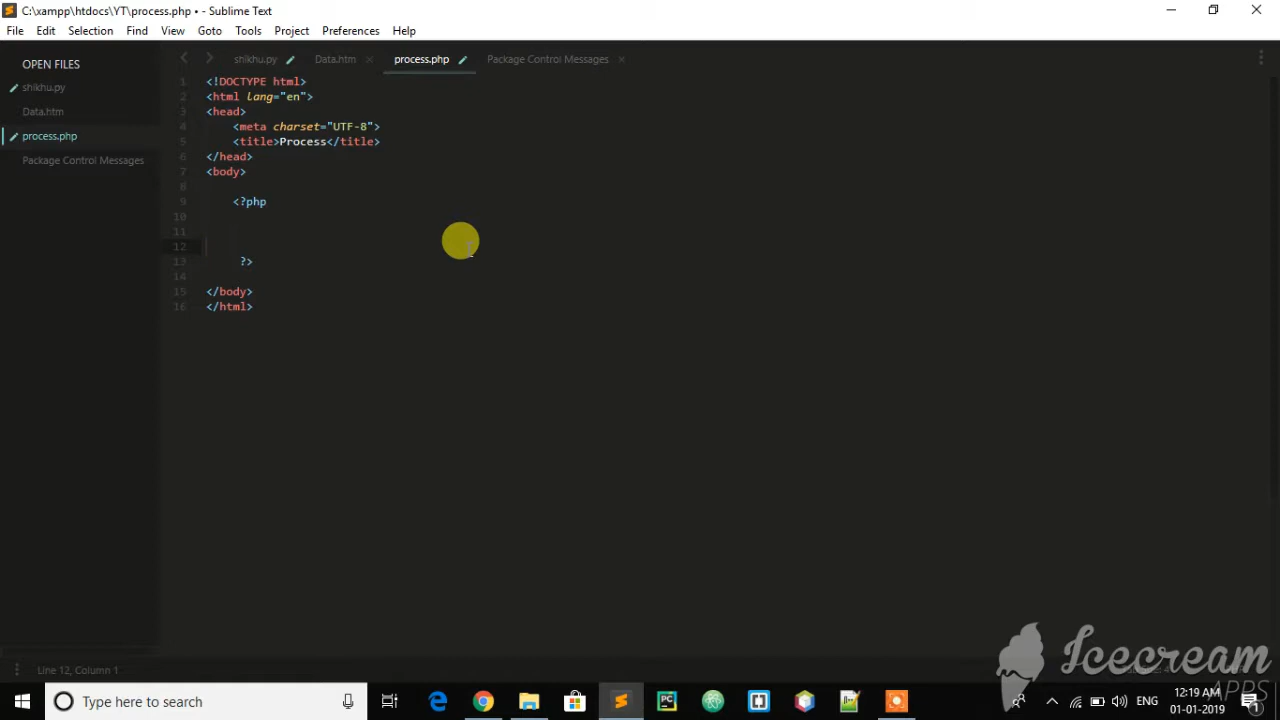 C:\xampp\htdocs\YT\process.php • - Sublime Text
File Edit Selection Find View Goto Tools Project Preferences Help
OPEN FILES
shikhu.py
Data.htm
process.php
Package Control Messages
shikhu.py Data.htm × process.php Package Control Messages ×
1 <!DOCTYPE html>
2 <html lang="en">
3 <head>
4 <meta charset="UTF-8">
5 <title>Process</title>
6 </head>
7 <body>
8
9 <?php
10
11
12
13 ?>
14
15 </body>
16 </html>
Line 12, Column 1
Icecream
APPS
Type here to search
PC
ENG
12:19 AM
01-01-2019
1